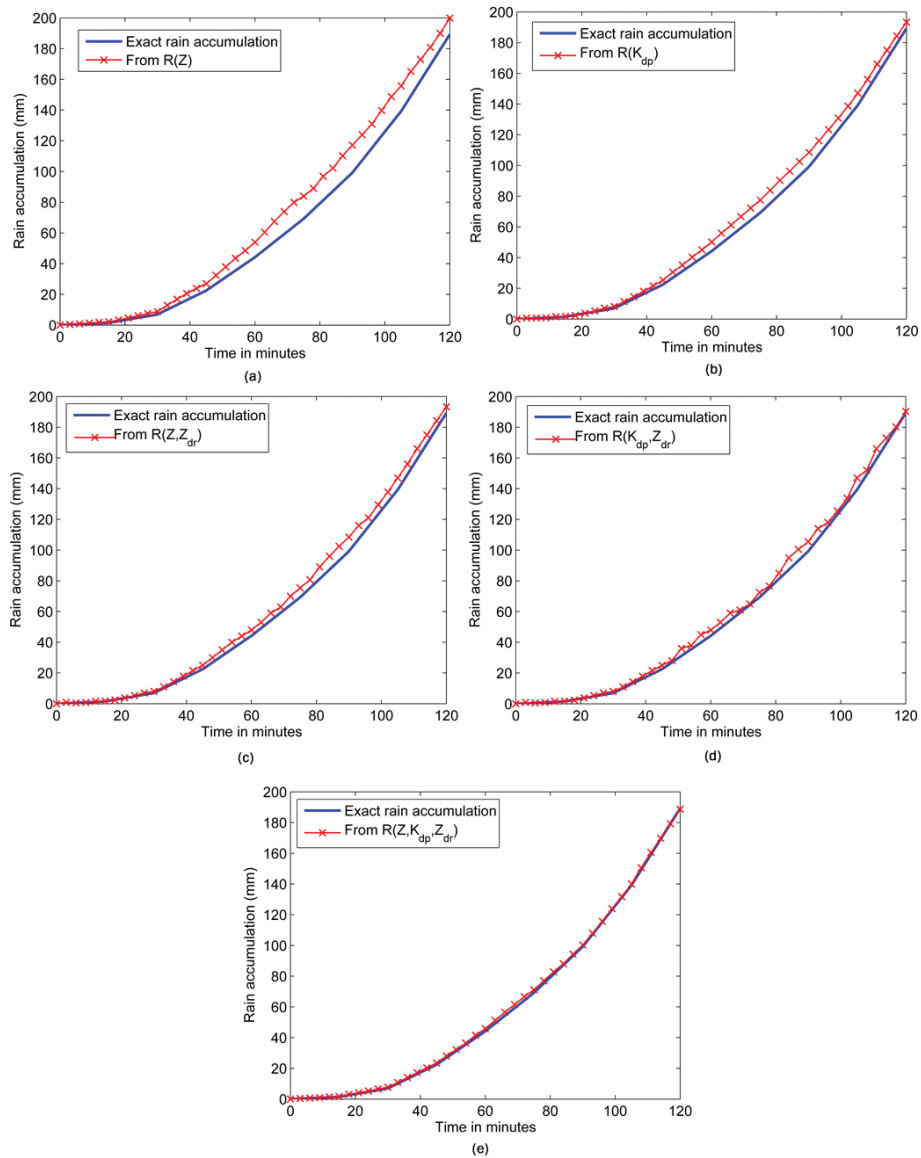 200
180
160
140
120
100
80
60
40
20
0
Rain accumulation (mm)
Exact rain accumulation
From R(Z)
0 20 40 60 80 100 120
Time in minutes
(a)
200
180
160
140
120
100
80
60
40
20
0
Rain accumulation (mm)
Exact rain accumulation
From R(Kdp)
0 20 40 60 80 100 120
Time in minutes
(b)
200
180
160
140
120
100
80
60
40
20
0
Rain accumulation (mm)
Exact rain accumulation
From R(Z,Zdr)
0 20 40 60 80 100 120
Time in minutes
(c)
200
180
160
140
120
100
80
60
40
20
0
Rain accumulation (mm)
Exact rain accumulation
From R(Kdp,Zdr)
0 20 40 60 80 100 120
Time in minutes
(d)
200
180
160
140
120
100
80
60
40
20
0
Rain accumulation (mm)
Exact rain accumulation
From R(Z,Kdp,Zdr)
0 20 40 60 80 100 120
Time in minutes
(e)